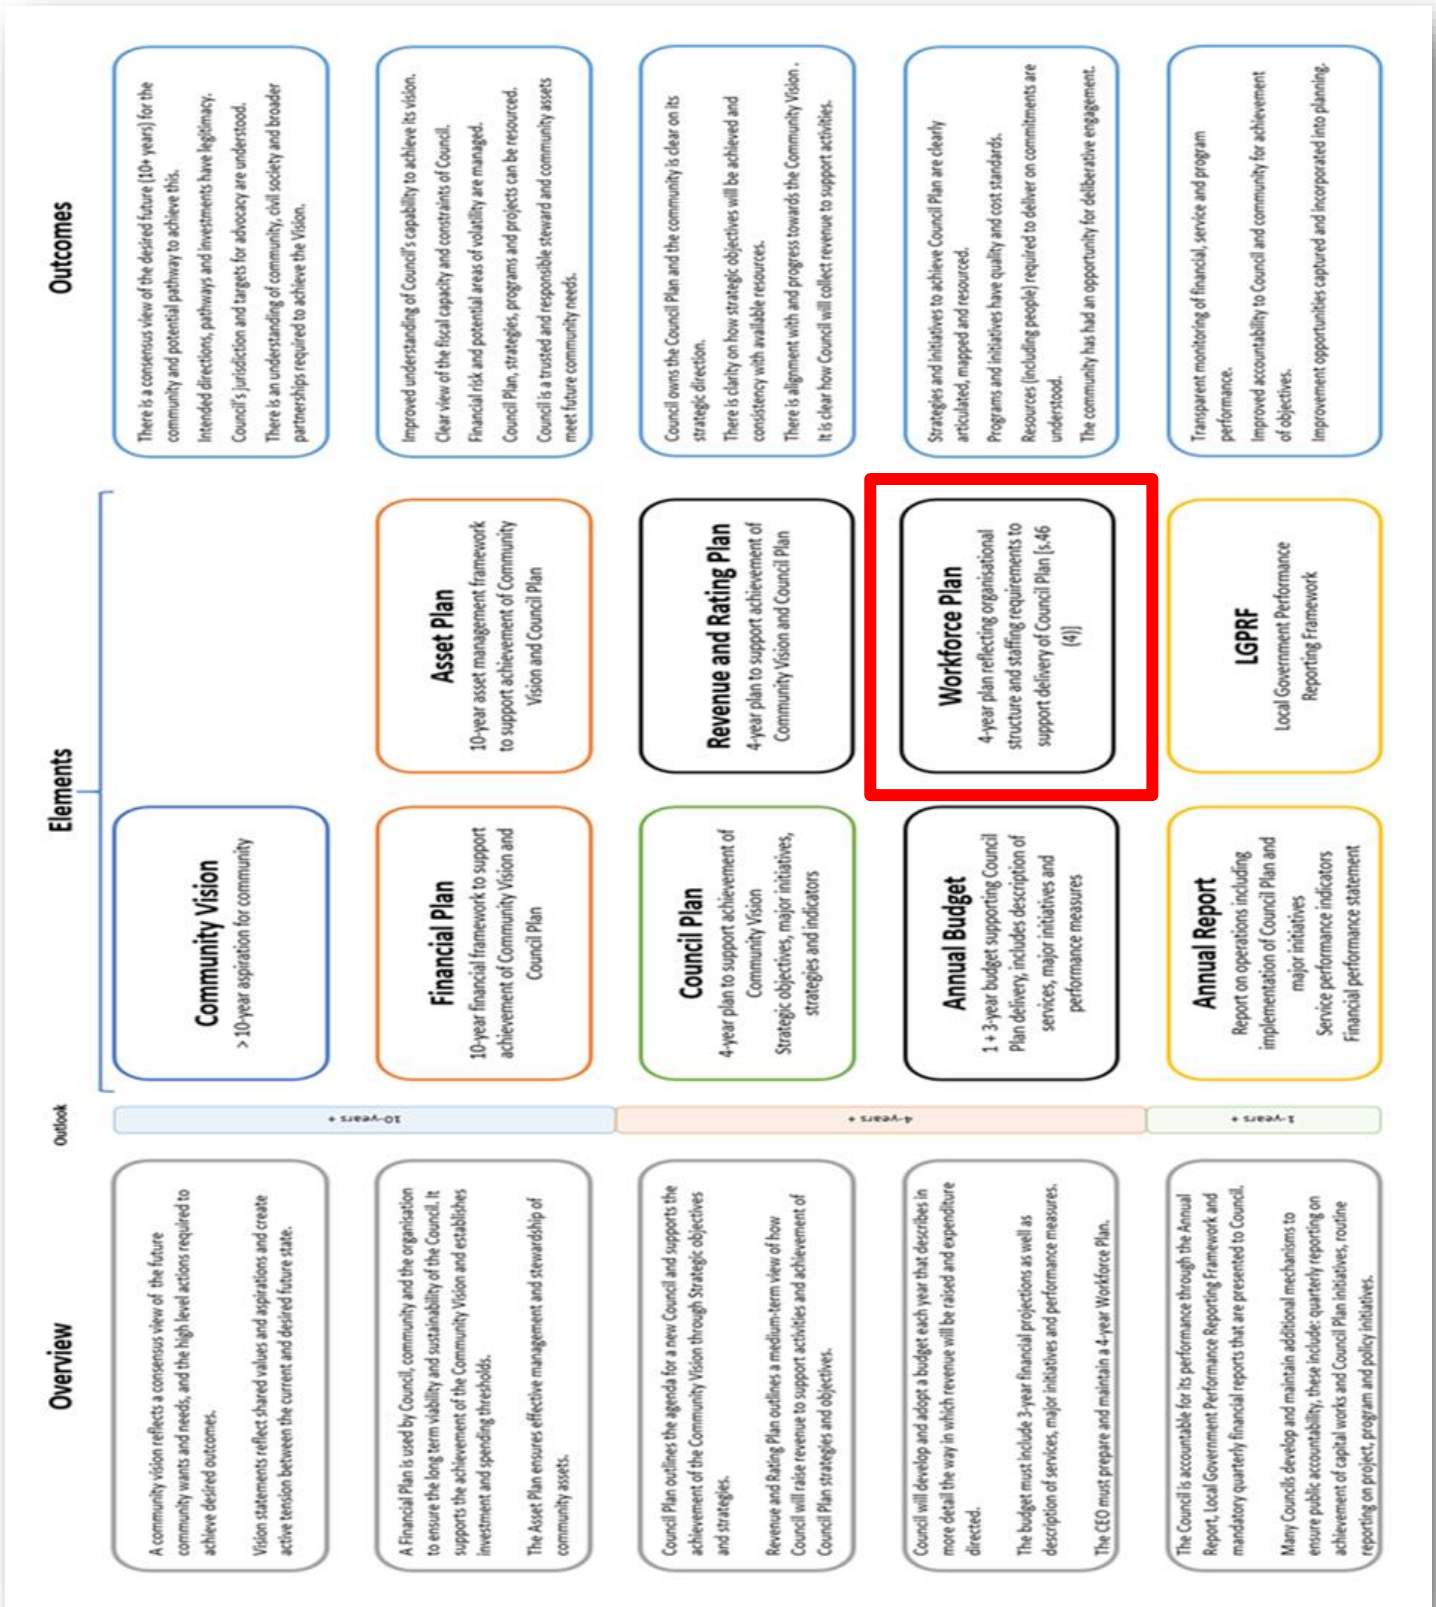 Overview
Outlook
Elements
Outcomes
A community vision reflects a consensus view of the future
community wants and needs, and the high level actions required to
achieve desired outcomes.
Vision statements reflect shared values and aspirations and create
active tension between the current and desired future state.
10-years +
Community Vision
> 10-year aspiration for community
There is a consensus view of the desired future (10+ years) for the
community and potential pathway to achieve this.
Intended directions, pathways and investments have legitimacy.
Council's jurisdiction and targets for advocacy are understood.
There is an understanding of community, civil society and broader
partnerships required to achieve the Vision.
A Financial Plan is used by Council, community and the organisation
to ensure the long term viability and sustainability of the Council. It
supports the achievement of the Community Vision and establishes
investment and spending thresholds.
The Asset Plan ensures effective management and stewardship of
community assets.
Financial Plan
10-year financial framework to support
achievement of Community Vision and
Council Plan
Asset Plan
10-year asset management framework
to support achievement of Community
Vision and Council Plan
Improved understanding of Council's capability to achieve its vision.
Clear view of the fiscal capacity and constraints of Council.
Financial risk and potential areas of volatility are managed.
Council Plan, strategies, programs and projects can be resourced.
Council is a trusted and responsible steward and community assets
meet future community needs.
Council Plan outlines the agenda for a new Council and supports the
achievement of the Community Vision through Strategic objectives
and strategies.
Revenue and Rating Plan outlines a medium-term view of how
Council will raise revenue to support activities and achievement of
Council Plan strategies and objectives.
4-years +
Council Plan
4-year plan to support achievement of
Community Vision
Strategic objectives, major initiatives,
strategies and indicators
Revenue and Rating Plan
4-year plan to support achievement of
Community Vision and Council Plan
Council owns the Council Plan and the community is clear on its
strategic direction.
There is clarity on how strategic objectives will be achieved and
consistency with available resources.
There is alignment with and progress towards the Community Vision .
It is clear how Council will collect revenue to support activities.
Council will develop and adopt a budget each year that describes in
more detail the way in which revenue will be raised and expenditure
directed.
The budget must include 3-year financial projections as well as
description of services, major initiatives and performance measures.
The CEO must prepare and maintain a 4-year Workforce Plan.
Annual Budget
1 + 3-year budget supporting Council
Plan delivery, includes description of
services, major initiatives and
performance measures
Workforce Plan
4-year plan reflecting organisational
structure and staffing requirements to
support delivery of Council Plan [s.46
(4)]
Strategies and initiatives to achieve Council Plan are clearly
articulated, mapped and resourced.
Programs and initiatives have quality and cost standards.
Resources (including people) required to deliver on commitments are
understood.
The community has had an opportunity for deliberative engagement.
The Council is accountable for its performance through the Annual
Report, Local Government Performance Reporting Framework and
mandatory quarterly financial reports that are presented to Council.
Many Councils develop and maintain additional mechanisms to
ensure public accountability, these include: quarterly reporting on
achievement of capital works and Council Plan initiatives, routine
reporting on project, program and policy initiatives.
1-years +
Annual Report
Report on operations including
implementation of Council Plan and
major initiatives
Service performance indicators
Financial performance statement
LGPRF
Local Government Performance
Reporting Framework
Transparent monitoring of financial, service and program
performance.
Improved accountability to Council and community for achievement
of objectives.
Improvement opportunities captured and incorporated into planning.